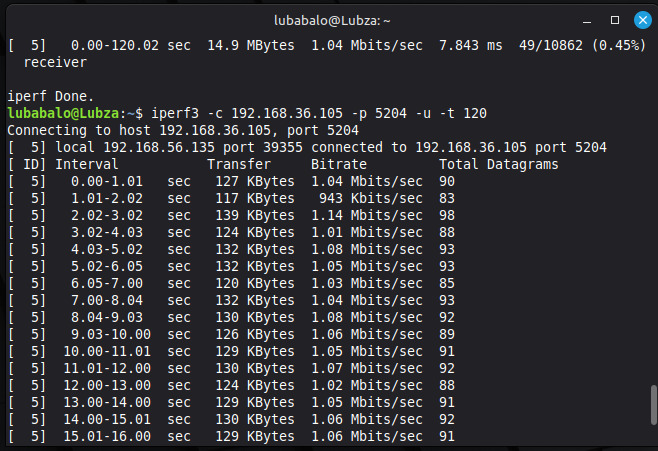 lubabalo@Lubza: ~
[  5]   0.00-120.02 sec  14.9 MBytes  1.04 Mbits/sec  7.843 ms  49/10862 (0.45%)
  receiver

iperf Done.
lubabalo@Lubza:~$ iperf3 -c 192.168.36.105 -p 5204 -u -t 120
Connecting to host 192.168.36.105, port 5204
[  5] local 192.168.56.135 port 39355 connected to 192.168.36.105 port 5204
[ ID] Interval           Transfer     Bitrate         Total Datagrams
[  5]   0.00-1.01   sec   127 KBytes  1.04 Mbits/sec  90
[  5]   1.01-2.02   sec   117 KBytes   943 Kbits/sec  83
[  5]   2.02-3.02   sec   139 KBytes  1.14 Mbits/sec  98
[  5]   3.02-4.03   sec   124 KBytes  1.01 Mbits/sec  88
[  5]   4.03-5.02   sec   132 KBytes  1.08 Mbits/sec  93
[  5]   5.02-6.05   sec   132 KBytes  1.05 Mbits/sec  93
[  5]   6.05-7.00   sec   120 KBytes  1.03 Mbits/sec  85
[  5]   7.00-8.04   sec   132 KBytes  1.04 Mbits/sec  93
[  5]   8.04-9.03   sec   130 KBytes  1.08 Mbits/sec  92
[  5]   9.03-10.00  sec   126 KBytes  1.06 Mbits/sec  89
[  5]  10.00-11.01  sec   129 KBytes  1.05 Mbits/sec  91
[  5]  11.01-12.00  sec   130 KBytes  1.07 Mbits/sec  92
[  5]  12.00-13.00  sec   124 KBytes  1.02 Mbits/sec  88
[  5]  13.00-14.00  sec   129 KBytes  1.05 Mbits/sec  91
[  5]  14.00-15.01  sec   130 KBytes  1.06 Mbits/sec  92
[  5]  15.01-16.00  sec   129 KBytes  1.06 Mbits/sec  91